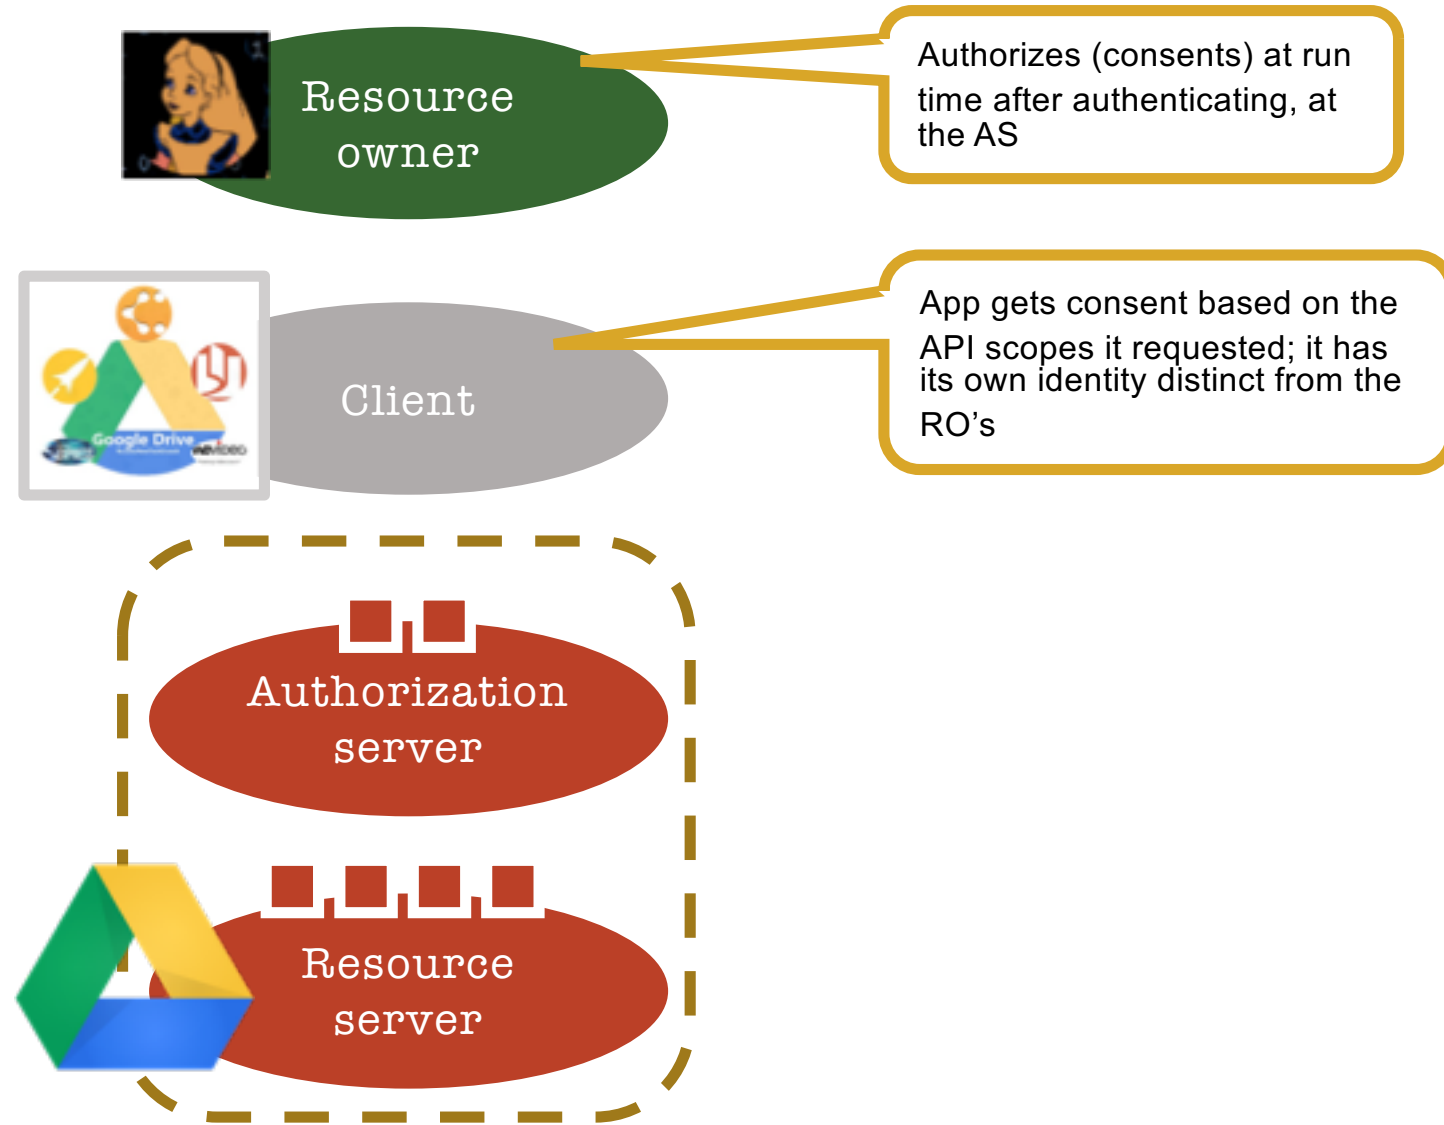 Resource
owner
Authorizes (consents) at run
time after authenticating, at
the AS
Client
Google Drive
App gets consent based on the
API scopes it requested; it has
its own identity distinct from the
RO’s
Authorization
server
Resource
server